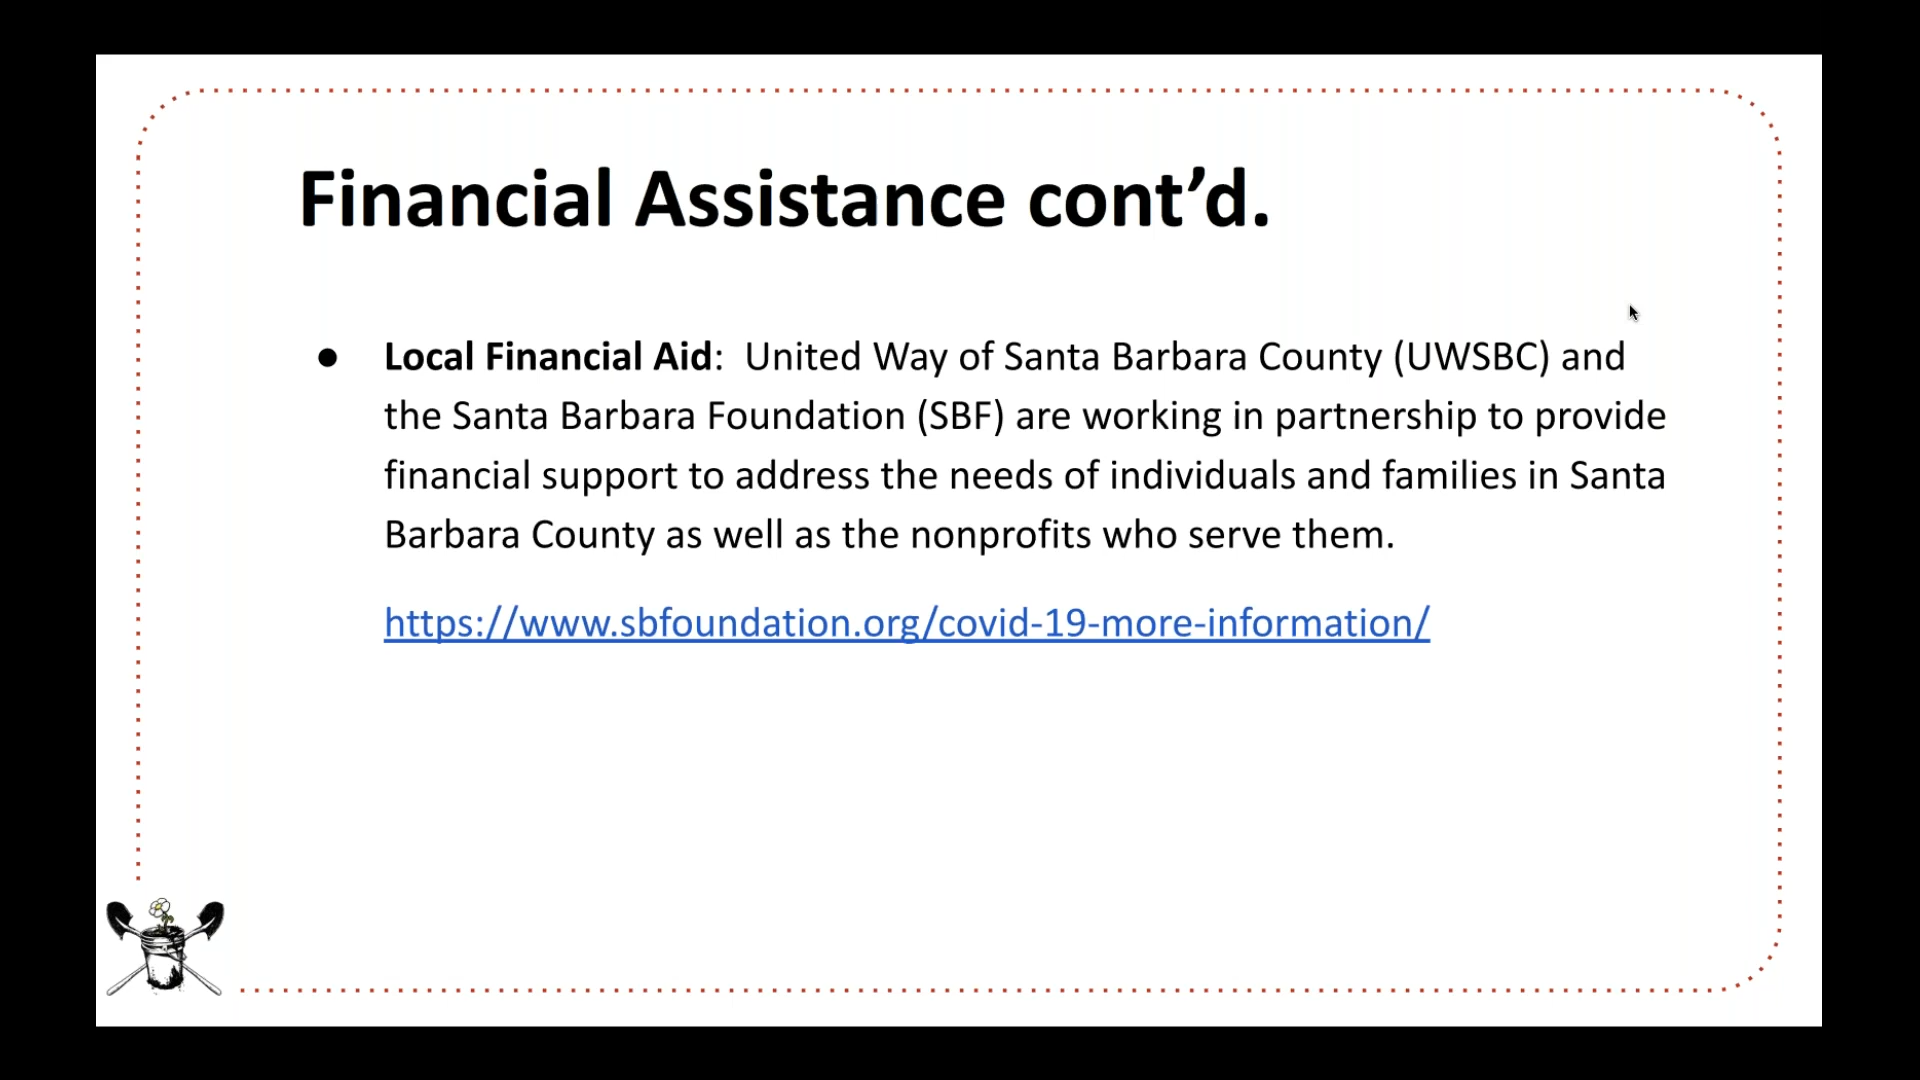 Financial Assistance cont’d.
● Local Financial Aid:  United Way of Santa Barbara County (UWSBC) and
the Santa Barbara Foundation (SBF) are working in partnership to provide
financial support to address the needs of individuals and families in Santa
Barbara County as well as the nonprofits who serve them.
https://www.sbfoundation.org/covid-19-more-information/